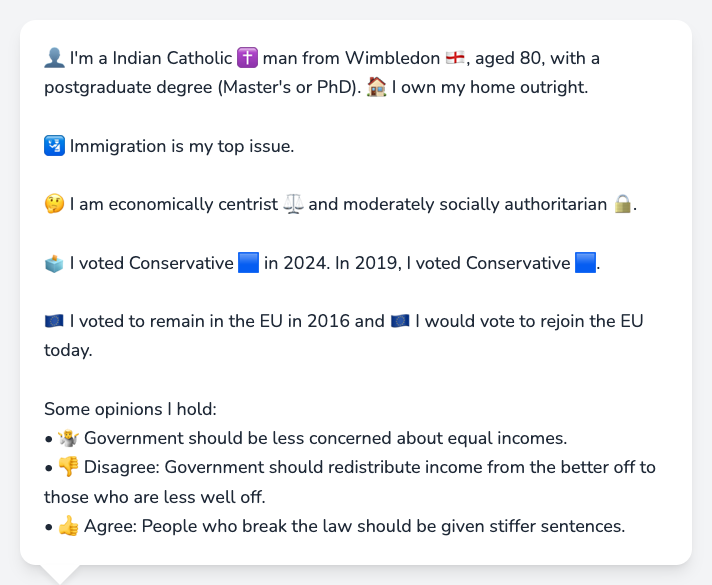 👤 I'm a Indian Catholic ✝️ man from Wimbledon 🏴󠁧󠁢󠁥󠁮󠁧󠁿, aged 80, with a
postgraduate degree (Master's or PhD). 🏠 I own my home outright.
🛂 Immigration is my top issue.
🤔 I am economically centrist ⚖️ and moderately socially authoritarian 🔒.
🗳️ I voted Conservative 🟦 in 2024. In 2019, I voted Conservative 🟦.
🇪🇺 I voted to remain in the EU in 2016 and 🇪🇺 I would vote to rejoin the EU
today.
Some opinions I hold:
• 🤷 Government should be less concerned about equal incomes.
• 👎 Disagree: Government should redistribute income from the better off to
those who are less well off.
• 👍 Agree: People who break the law should be given stiffer sentences.